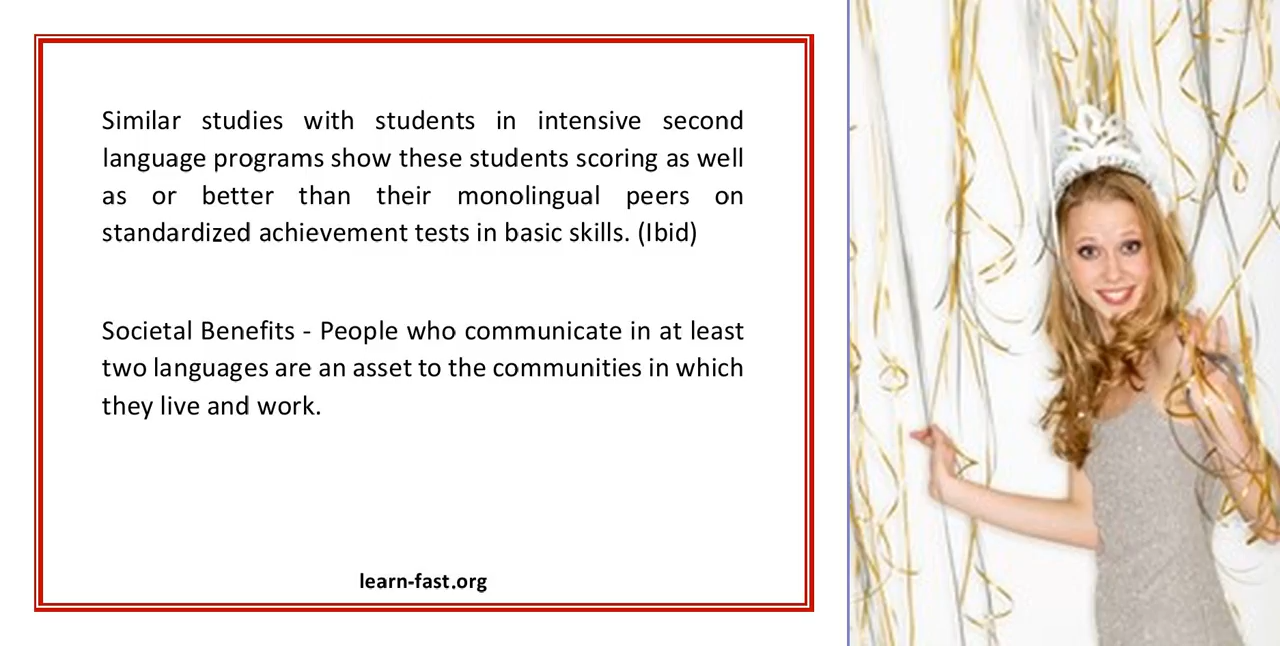 Similar studies with students in intensive second
language programs show these students scoring as well
as or better than their monolingual peers on
standardized achievement tests in basic skills. (Ibid)
Societal Benefits - People who communicate in at least
two languages are an asset to the communities in which
they live and work.
learn-fast.org